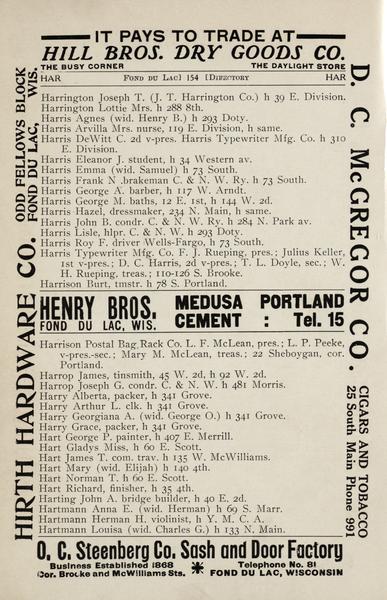 IT PAYS TO TRADE AT
HILL BROS. DRY GOODS CO.
THE BUSY CORNER THE DAYLIGHT STORE
HAR FOND DU LAC] 154 [DIRECTORY HAR
Harrington Joseph T. (J. T. Harrington Co.) h 39 E. Division.
Harrington Lottie Mrs. h 288 8th.
Harris Agnes (wid. Henry B.) h 293 Doty.
Harris Arvilla Mrs. nurse, 119 E. Division, h same.
Harris DeWitt C. 2d v-pres. Harris Typewriter Mfg. Co. h 310
E. Division.
Harris Eleanor J. student, h 34 Western av.
Harris Emma (wid. Samuel) h 73 South.
Harris Frank N .brakeman C. & N. W. Ry. h 73 South.
Harris George A. barber, h 117 W. Arndt.
Harris George M. baths, 12 E. 1st, h 144 W. 2d.
Harris Hazel, dressmaker, 234 N. Main, h same.
Harris John B. condr. C. & N. W. Ry. h 284 N. Park av.
Harris Lisle, hlpr. C. & N. W. h 293 Doty.
Harris Roy F. driver Wells-Fargo, h 73 South.
Harris Typewriter Mfg. Co. F. J. Rueping, pres.; Julius Keller,
1st v-pres.; D. C. Harris, 2d v-pres.; T. L. Doyle, sec.; W.
H. Rueping, treas.; 110-126 S. Brooke.
Harrison Burt, tmstr. h 78 S. Portland.
HENRY BROS. MEDUSA PORTLAND
FOND DU LAC, WIS. CEMENT : Tel. 15
Harrison Postal Bag Rack Co. L. F. McLean, pres.; L. P. Peeke,
v-pres.-sec.; Mary M. McLean, treas.; 22 Sheboygan, cor.
Portland.
Harrop James, tinsmith, 45 W. 2d, h 92 W. 2d.
Harrop Joseph G. condr. C. & N. W. h 481 Morris.
Harry Alberta, packer, h 341 Grove.
Harry Arthur L. clk. h 341 Grove.
Harry Georgiana A. (wid. George O.) h 341 Grove.
Harry Grace, packer, h 341 Grove.
Hart George P. painter, h 407 E. Merrill.
Hart Gladys Miss, h 60 E. Scott.
Hart James T. com. trav. h 135 W. McWilliams.
Hart Mary (wid. Elijah) h 140 4th.
Hart Norman T. h 60 E. Scott.
Hart Richard, finisher, h 35 4th.
Harting John A. bridge builder, h 40 E. 2d.
Hartmann Anna E. (wid. Herman) h 69 S. Marr.
Hartmann Herman H. violinist, h Y. M. C. A.
Hartmann Louisa (wid. Charles G.) h 133 N. Main.
O. C. Steenberg Co. Sash and Door Factory
Business Established 1868 Telephone No. 81
Cor. Brooke and McWilliams Sts. * FOND DU LAC, WISCONSIN
HIRTH HARDWARE CO. ODD FELLOWS BLOCK
FOND DU LAC, WIS.
D. C. McGREGOR CO. CIGARS AND TOBACCO
25 South Main Phone 991